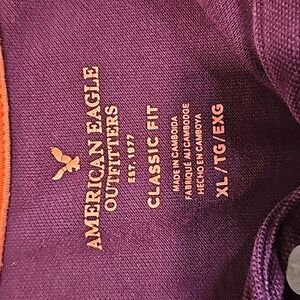 AMERICAN EAGLE
OUTFITTERS
EST. 1977
CLASSIC FIT
MADE IN CAMBODIA
FABRIQUÉ AU CAMBODGE
HECHO EN CAMBOYA
XL / TG / EXG